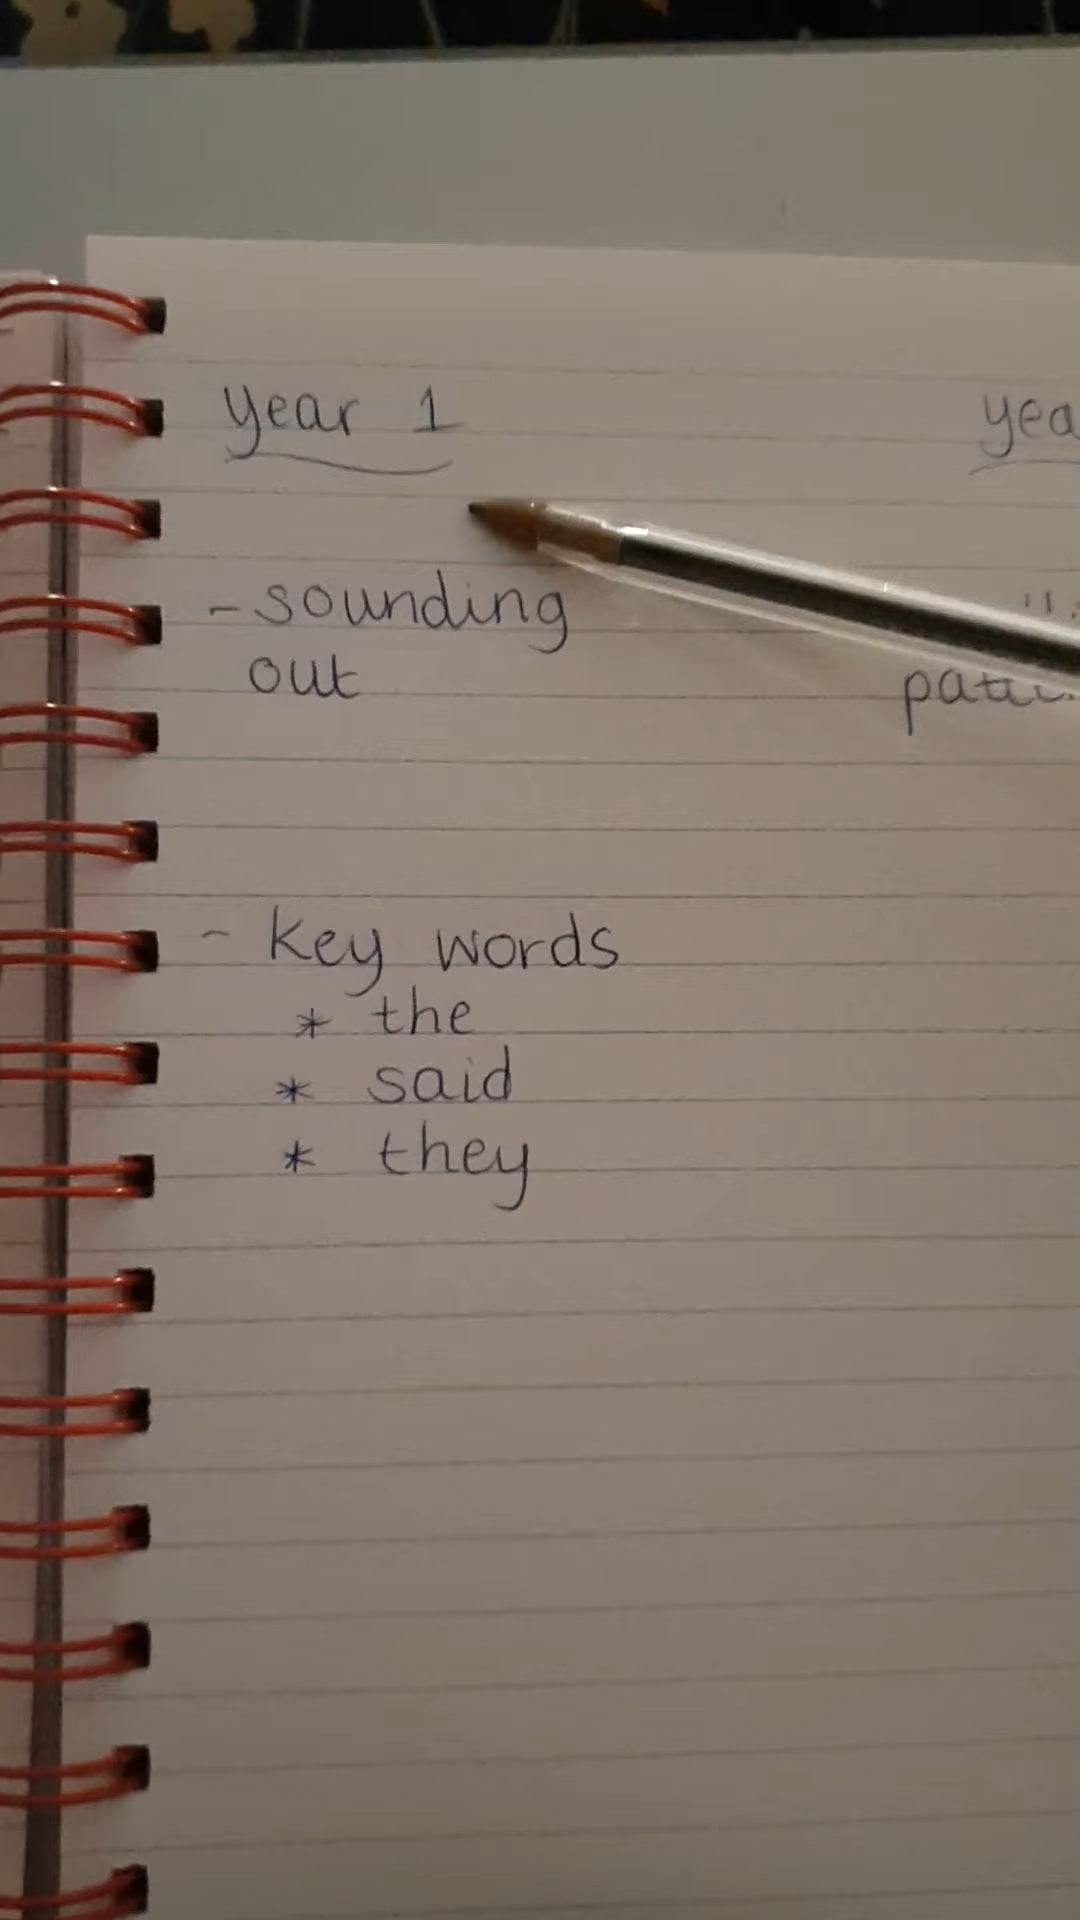 year 1
- sounding
out
- key words
* the
* said
* they